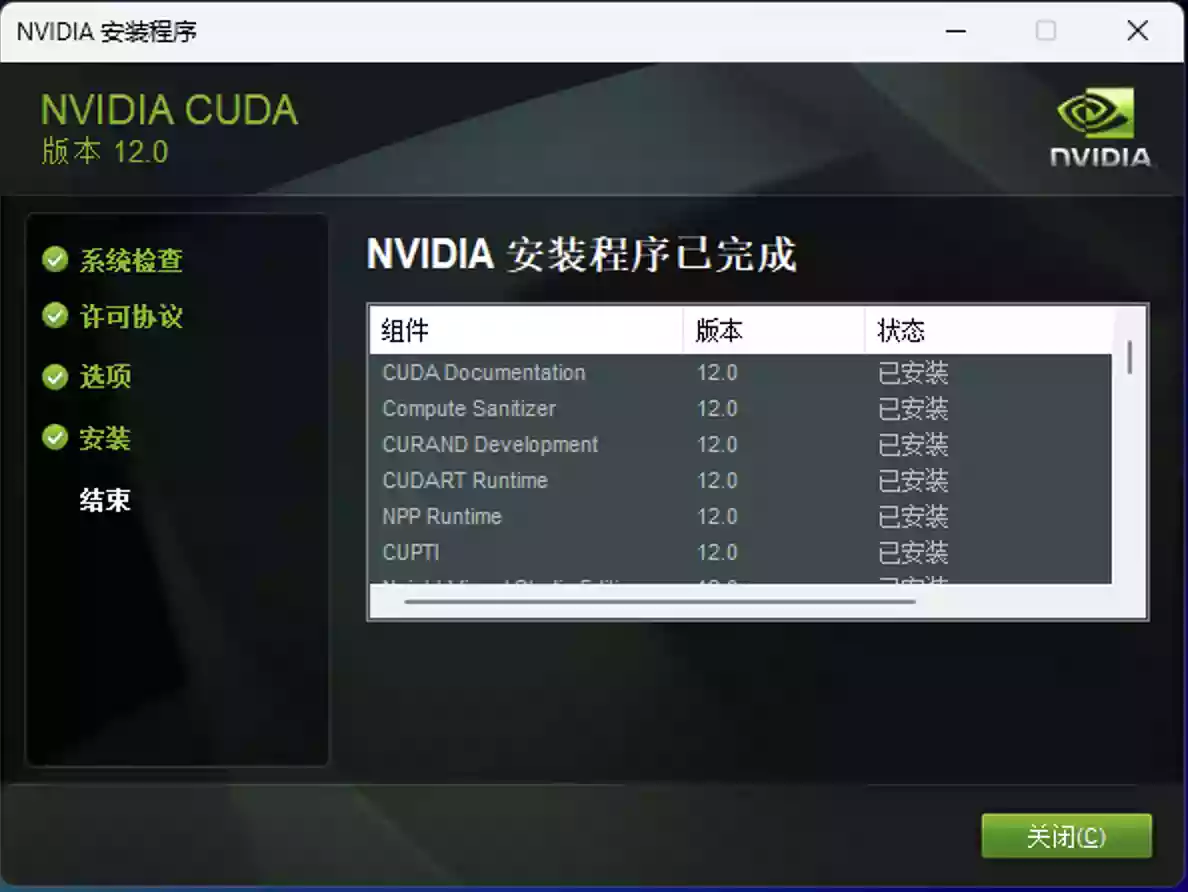 NVIDIA 安装程序
NVIDIA CUDA
版本 12.0
NVIDIA
系统检查
许可协议
选项
安装
结束
NVIDIA 安装程序已完成
组件 版本 状态
CUDA Documentation 12.0 已安装
Compute Sanitizer 12.0 已安装
CURAND Development 12.0 已安装
CUDART Runtime 12.0 已安装
NPP Runtime 12.0 已安装
CUPTI 12.0 已安装
关闭(C)